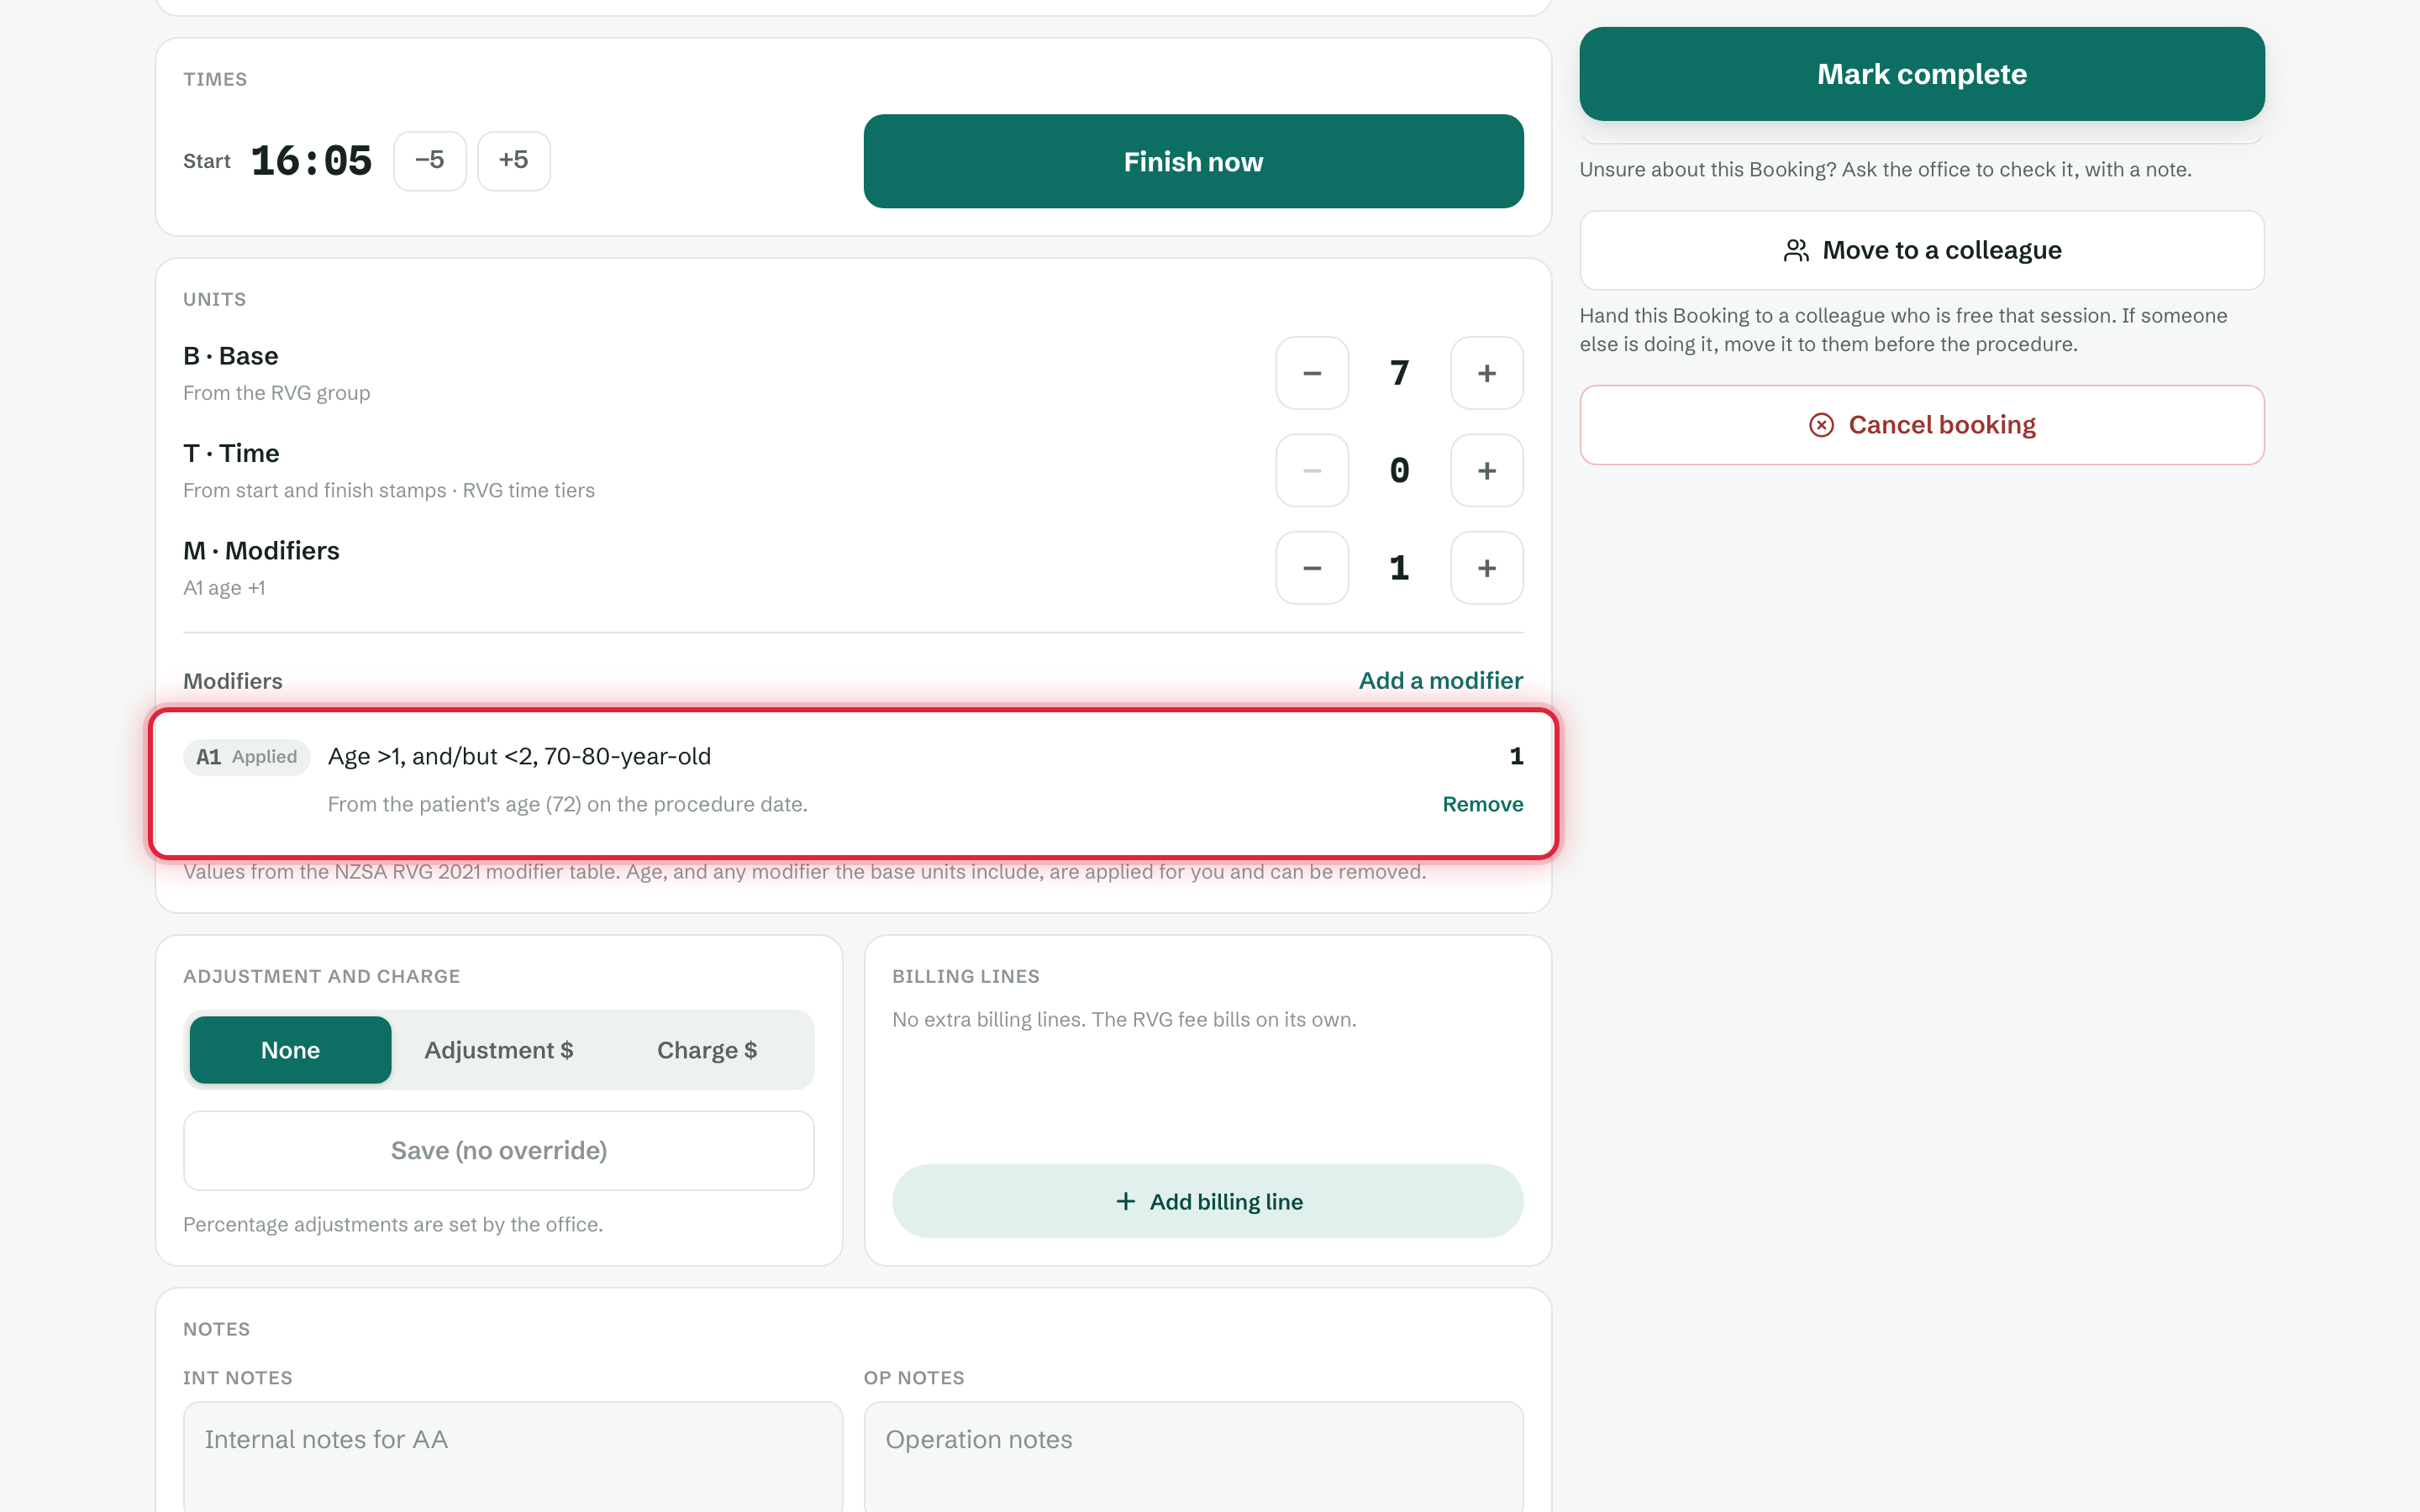 TIMES
Start 16:05 −5 +5
Finish now
UNITS
B · Base
From the RVG group
− 7 +
T · Time
From start and finish stamps · RVG time tiers
− 0 +
M · Modifiers
A1 age +1
− 1 +
Modifiers
Add a modifier
A1 Applied Age >1, and/but <2, 70-80-year-old 1
From the patient's age (72) on the procedure date. Remove
Values from the NZSA RVG 2021 modifier table. Age, and any modifier the base units include, are applied for you and can be removed.
ADJUSTMENT AND CHARGE
None Adjustment $ Charge $
Save (no override)
Percentage adjustments are set by the office.
BILLING LINES
No extra billing lines. The RVG fee bills on its own.
+ Add billing line
NOTES
INT NOTES
Internal notes for AA
OP NOTES
Operation notes
Mark complete
Unsure about this Booking? Ask the office to check it, with a note.
Move to a colleague
Hand this Booking to a colleague who is free that session. If someone
else is doing it, move it to them before the procedure.
Cancel booking